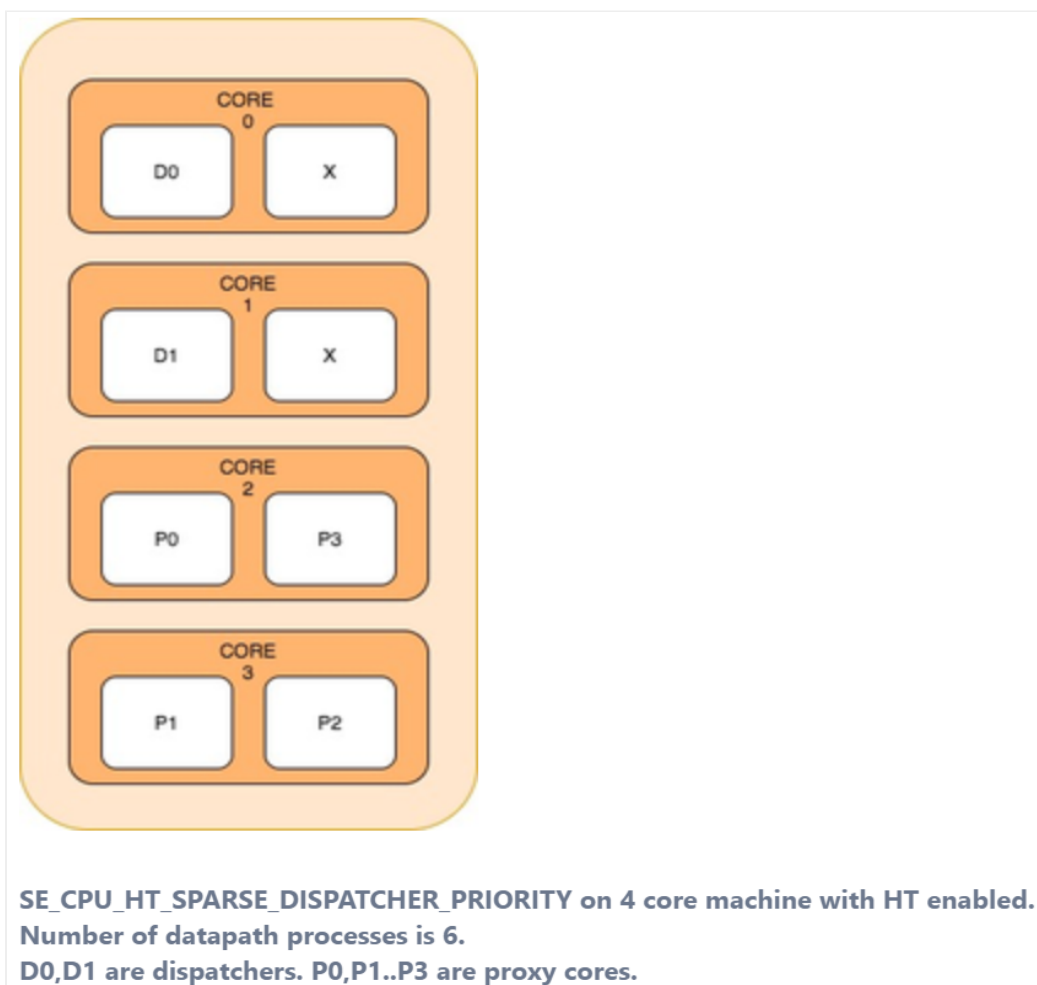 CORE
0
D0 X
CORE
1
D1 X
CORE
2
P0 P3
CORE
3
P1 P2
SE_CPU_HT_SPARSE_DISPATCHER_PRIORITY on 4 core machine with HT enabled.
Number of datapath processes is 6.
D0,D1 are dispatchers. P0,P1..P3 are proxy cores.